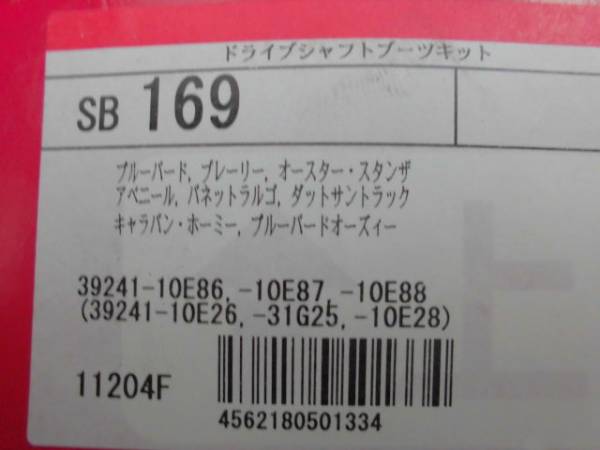 ドライブシャフトブーツキット
SB 169
ブルーバード, プレーリー, オースター・スタンザ
アベニール, バネットラルゴ, ダットサントラック
キャラバン・ホーミー, ブルーバードオーズィー
39241-10E86, -10E87, -10E88
(39241-10E26, -31G25, -10E28)
11204F
4562180501334